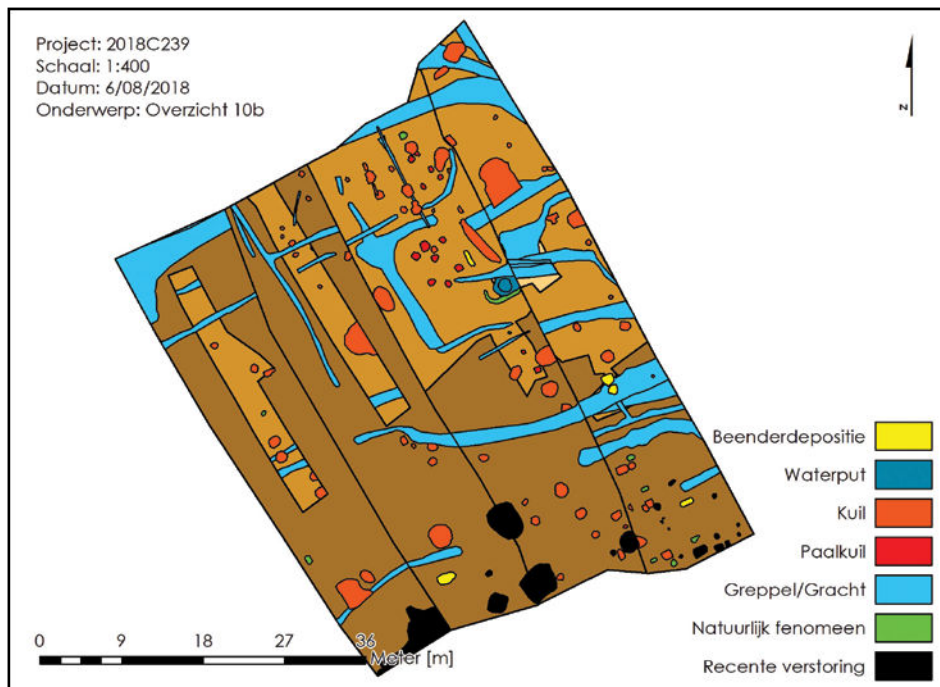 Project: 2018C239
Schaal: 1:400
Datum: 6/08/2018
Onderwerp: Overzicht 10b
N
Beenderdepositie
Waterput
Kuil
Paalkuil
Greppel/Gracht
Natuurlijk fenomeen
Recente verstoring
0 9 18 27 36
Meter [m]